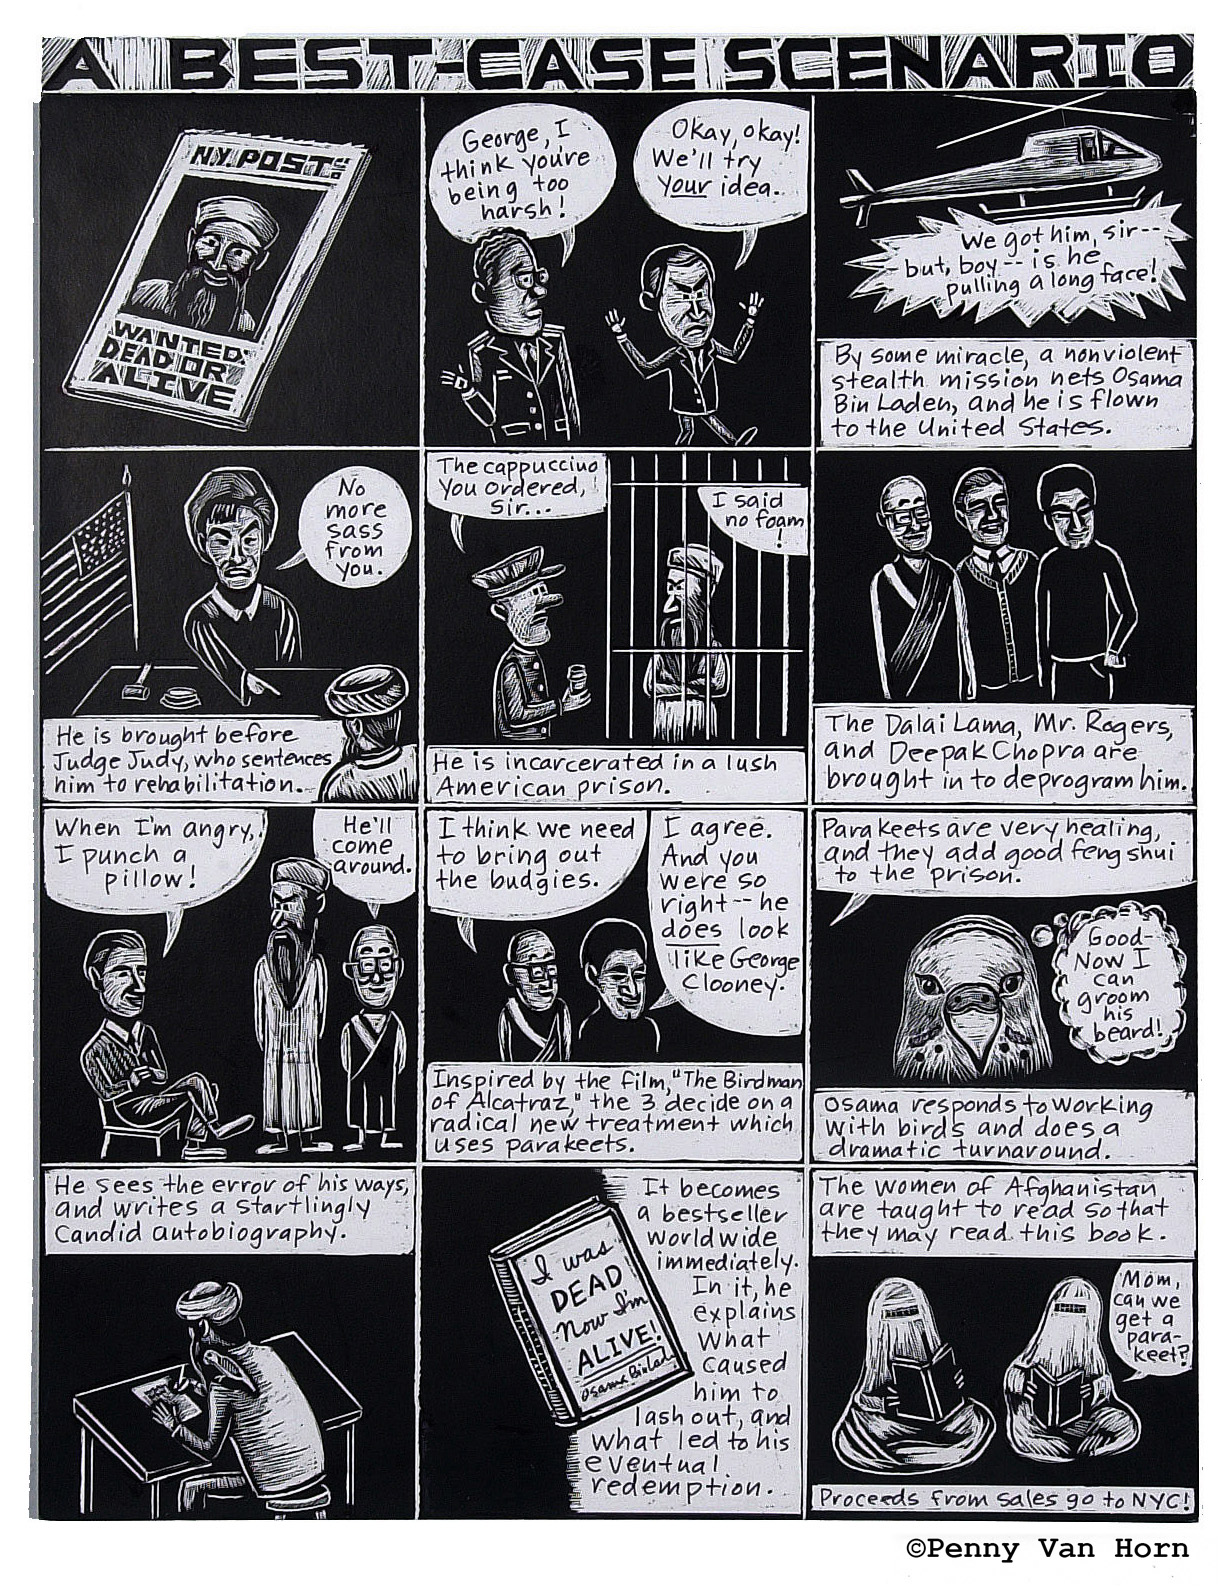 A BEST-CASE SCENARIO
N.Y. POST
WANTED
DEAD OR
ALIVE
George, I
think you're
being too
harsh!
Okay, okay!
We'll try
your idea.
We got him, sir--
but, boy-- is he
pulling a long face!
By some miracle, a nonviolent
stealth mission nets Osama
Bin Laden, and he is flown
to the United States.
No
more
sass
from
you.
He is brought before
Judge Judy, who sentences
him to rehabilitation.
The cappuccino
you ordered,
Sir...
I said
no foam
!
He is incarcerated in a lush
American prison.
The Dalai Lama, Mr. Rogers,
and Deepak Chopra are
brought in to deprogram him.
When I'm angry,
I punch a
pillow!
He'll
come
around.
I think we need
to bring out
the budgies.
I agree.
And you
were so
right-- he
does look
like George
Clooney.
Inspired by the film, "The Birdman
of Alcatraz," the 3 decide on a
radical new treatment which
uses parakeets.
Parakeets are very healing,
and they add good feng shui
to the prison.
Good-
Now I
can
groom
his
beard!
Osama responds to working
with birds and does a
dramatic turnaround.
He sees the error of his ways,
and writes a startlingly
candid autobiography.
I was
DEAD
Now I'm
ALIVE!
Osama Binlad
It becomes
a bestseller
worldwide
immediately.
In it, he
explains
what
caused
him to
lash out, and
what led to his
eventual
redemption.
The women of Afghanistan
are taught to read so that
they may read this book.
Mom,
can we
get a
para-
keet?
Proceeds from sales go to NYC!
©Penny Van Horn